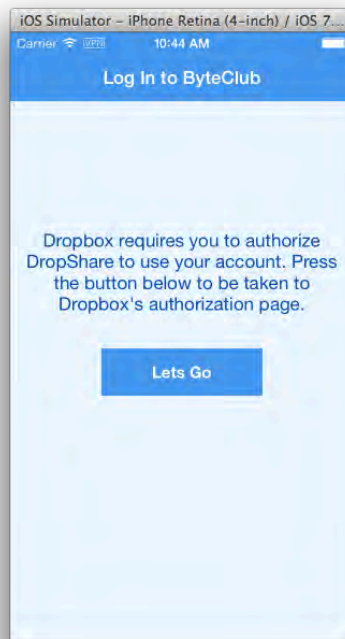 iOS Simulator – iPhone Retina (4-inch) / iOS 7....
Carrier VPN 10:44 AM
Log In to ByteClub
Dropbox requires you to authorize
DropShare to use your account. Press
the button below to be taken to
Dropbox's authorization page.
Lets Go